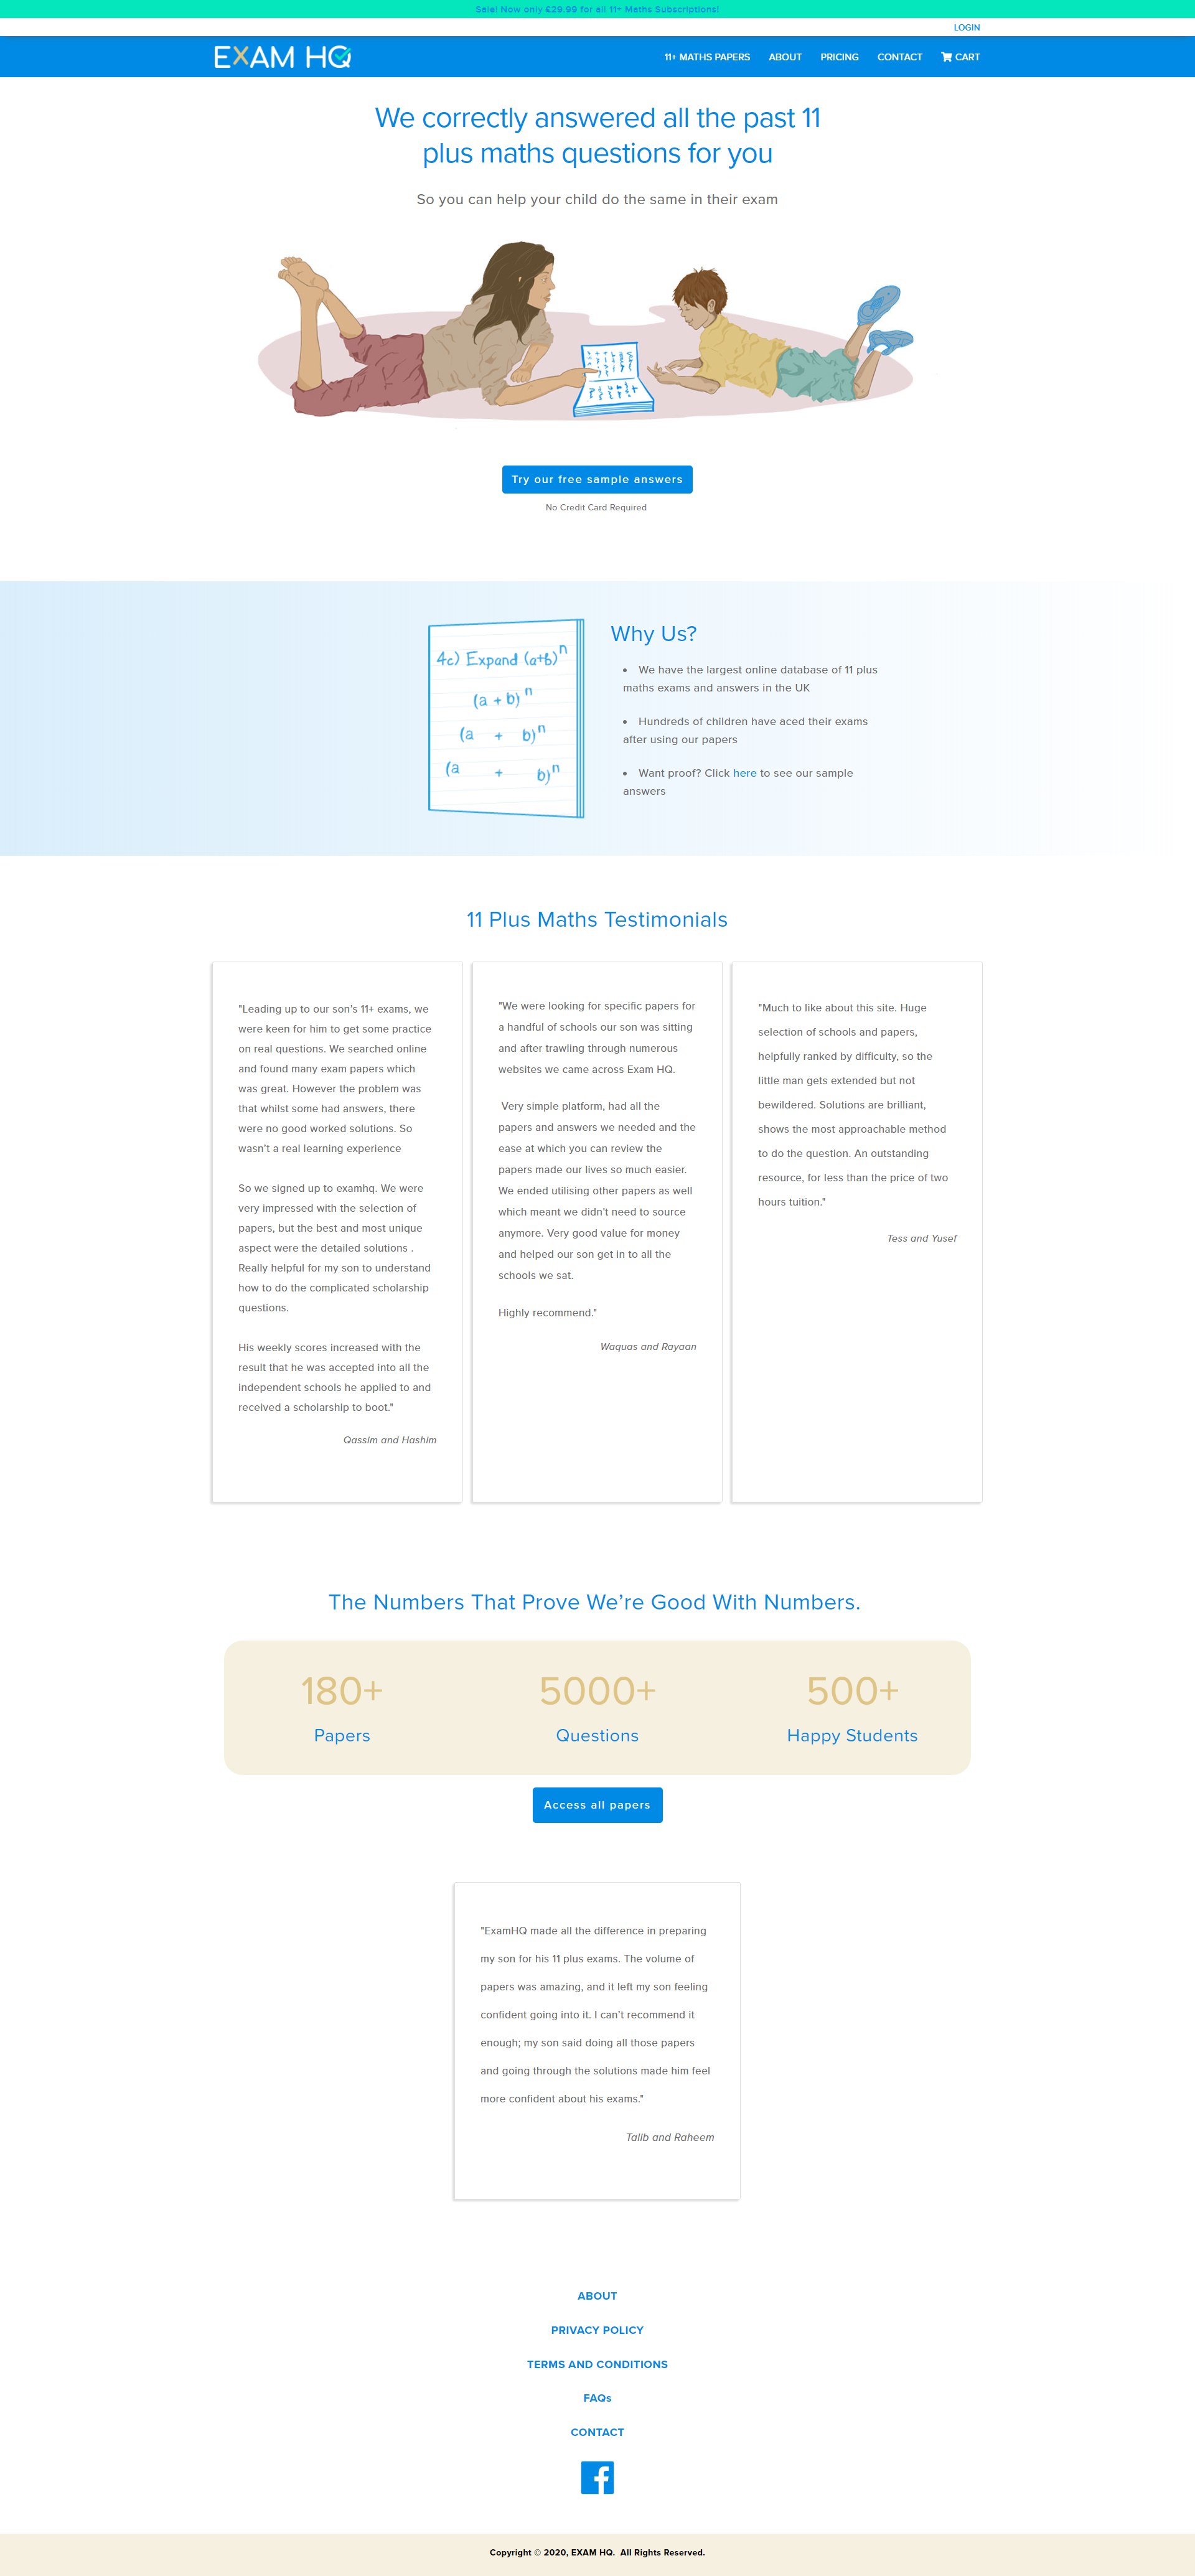 Sale! Now only £29.99 for all 11+ Maths Subscriptions!
LOGIN
EXAM HQ
11+ MATHS PAPERS
ABOUT
PRICING
CONTACT
CART
We correctly answered all the past 11
plus maths questions for you
So you can help your child do the same in their exam
Try our free sample answers
No Credit Card Required
4c) Expand (a+b)^n
(a + b)^n
(a + b)^n
(a + b)^n
Why Us?
• We have the largest online database of 11 plus
maths exams and answers in the UK
• Hundreds of children have aced their exams
after using our papers
• Want proof? Click here to see our sample
answers
11 Plus Maths Testimonials
"Leading up to our son's 11+ exams, we
were keen for him to get some practice
on real questions. We searched online
and found many exam papers which
was great. However the problem was
that whilst some had answers, there
were no good worked solutions. So
wasn't a real learning experience
So we signed up to examhq. We were
very impressed with the selection of
papers, but the best and most unique
aspect were the detailed solutions .
Really helpful for my son to understand
how to do the complicated scholarship
questions.
His weekly scores increased with the
result that he was accepted into all the
independent schools he applied to and
received a scholarship to boot."
Qassim and Hashim
"We were looking for specific papers for
a handful of schools our son was sitting
and after trawling through numerous
websites we came across Exam HQ.
Very simple platform, had all the
papers and answers we needed and the
ease at which you can review the
papers made our lives so much easier.
We ended utilising other papers as well
which meant we didn't need to source
anymore. Very good value for money
and helped our son get in to all the
schools we sat.
Highly recommend."
Waquas and Rayaan
"Much to like about this site. Huge
selection of schools and papers,
helpfully ranked by difficulty, so the
little man gets extended but not
bewildered. Solutions are brilliant,
shows the most approachable method
to do the question. An outstanding
resource, for less than the price of two
hours tuition."
Tess and Yusef
The Numbers That Prove We're Good With Numbers.
180+
Papers
5000+
Questions
500+
Happy Students
Access all papers
"ExamHQ made all the difference in preparing
my son for his 11 plus exams. The volume of
papers was amazing, and it left my son feeling
confident going into it. I can't recommend it
enough; my son said doing all those papers
and going through the solutions made him feel
more confident about his exams."
Talib and Raheem
ABOUT
PRIVACY POLICY
TERMS AND CONDITIONS
FAQs
CONTACT
Copyright © 2020, EXAM HQ. All Rights Reserved.